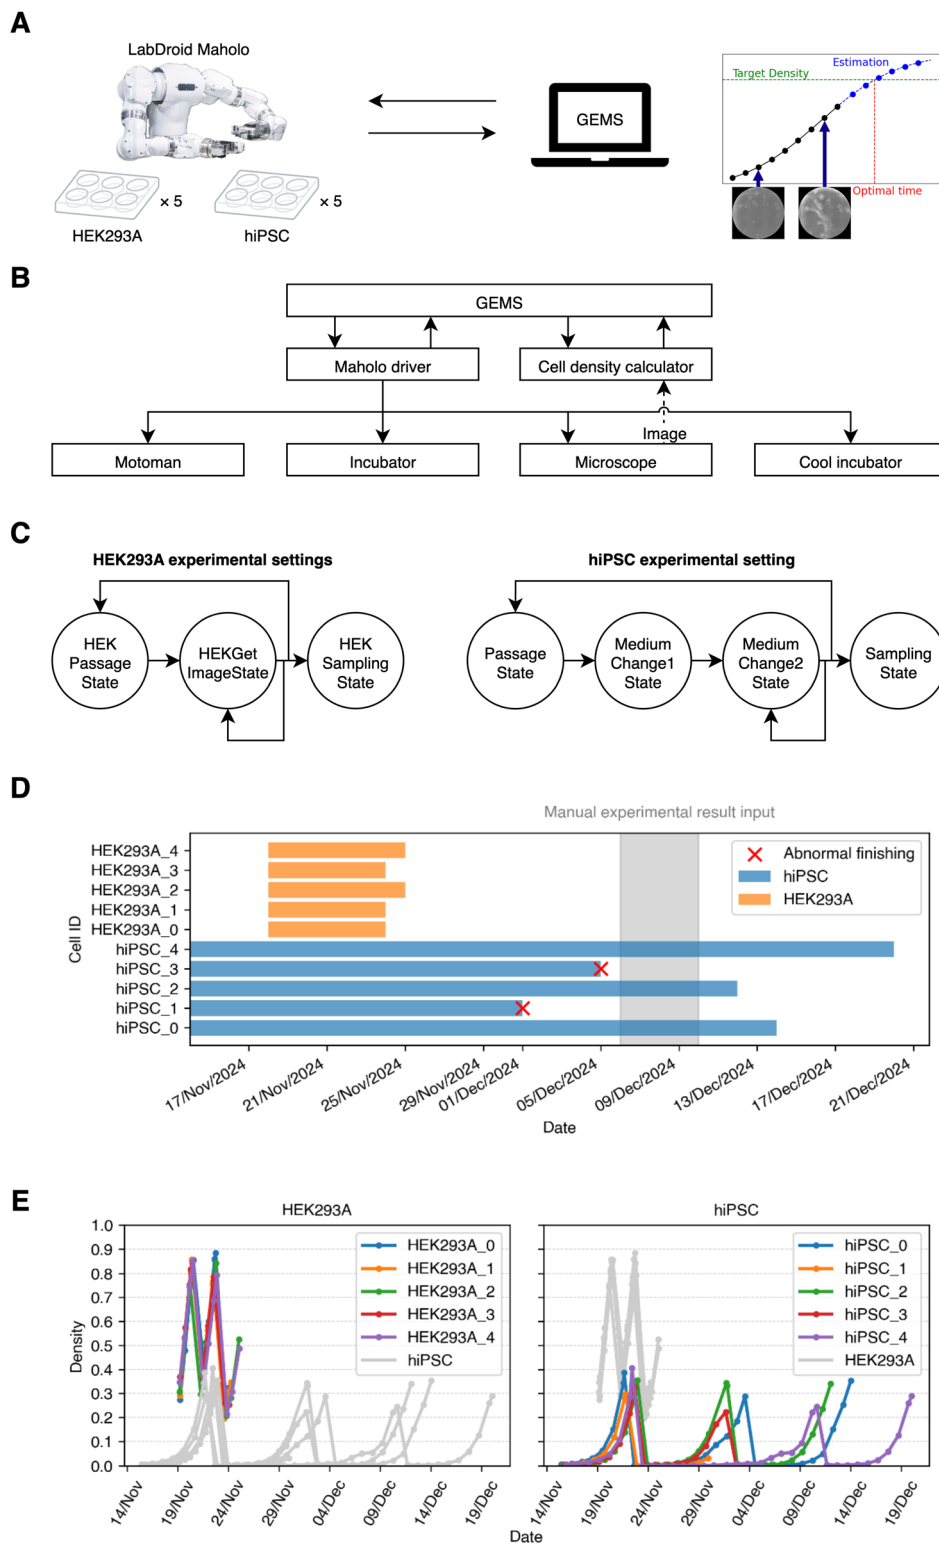 A
LabDroid Maholo
GEMS
Estimation
Target Density
Optimal time
× 5
× 5
HEK293A
hiPSC
B
GEMS
Maholo driver
Cell density calculator
Image
Motoman
Incubator
Microscope
Cool incubator
C
HEK293A experimental settings
hiPSC experimental setting
HEK
Passage
State
HEKGet
ImageState
HEK
Sampling
State
Passage
State
Medium
Change1
State
Medium
Change2
State
Sampling
State
D
Manual experimental result input
Cell ID
HEK293A_4
HEK293A_3
HEK293A_2
HEK293A_1
HEK293A_0
hiPSC_4
hiPSC_3
hiPSC_2
hiPSC_1
hiPSC_0
Abnormal finishing
hiPSC
HEK293A
17/Nov/2024
21/Nov/2024
25/Nov/2024
29/Nov/2024
01/Dec/2024
05/Dec/2024
09/Dec/2024
13/Dec/2024
17/Dec/2024
21/Dec/2024
Date
E
HEK293A
hiPSC
Density
1.0
0.9
0.8
0.7
0.6
0.5
0.4
0.3
0.2
0.1
0.0
HEK293A_0
HEK293A_1
HEK293A_2
HEK293A_3
HEK293A_4
hiPSC
hiPSC_0
hiPSC_1
hiPSC_2
hiPSC_3
hiPSC_4
HEK293A
14/Nov
19/Nov
24/Nov
29/Nov
04/Dec
09/Dec
14/Dec
19/Dec
14/Nov
19/Nov
24/Nov
29/Nov
04/Dec
09/Dec
14/Dec
19/Dec
Date